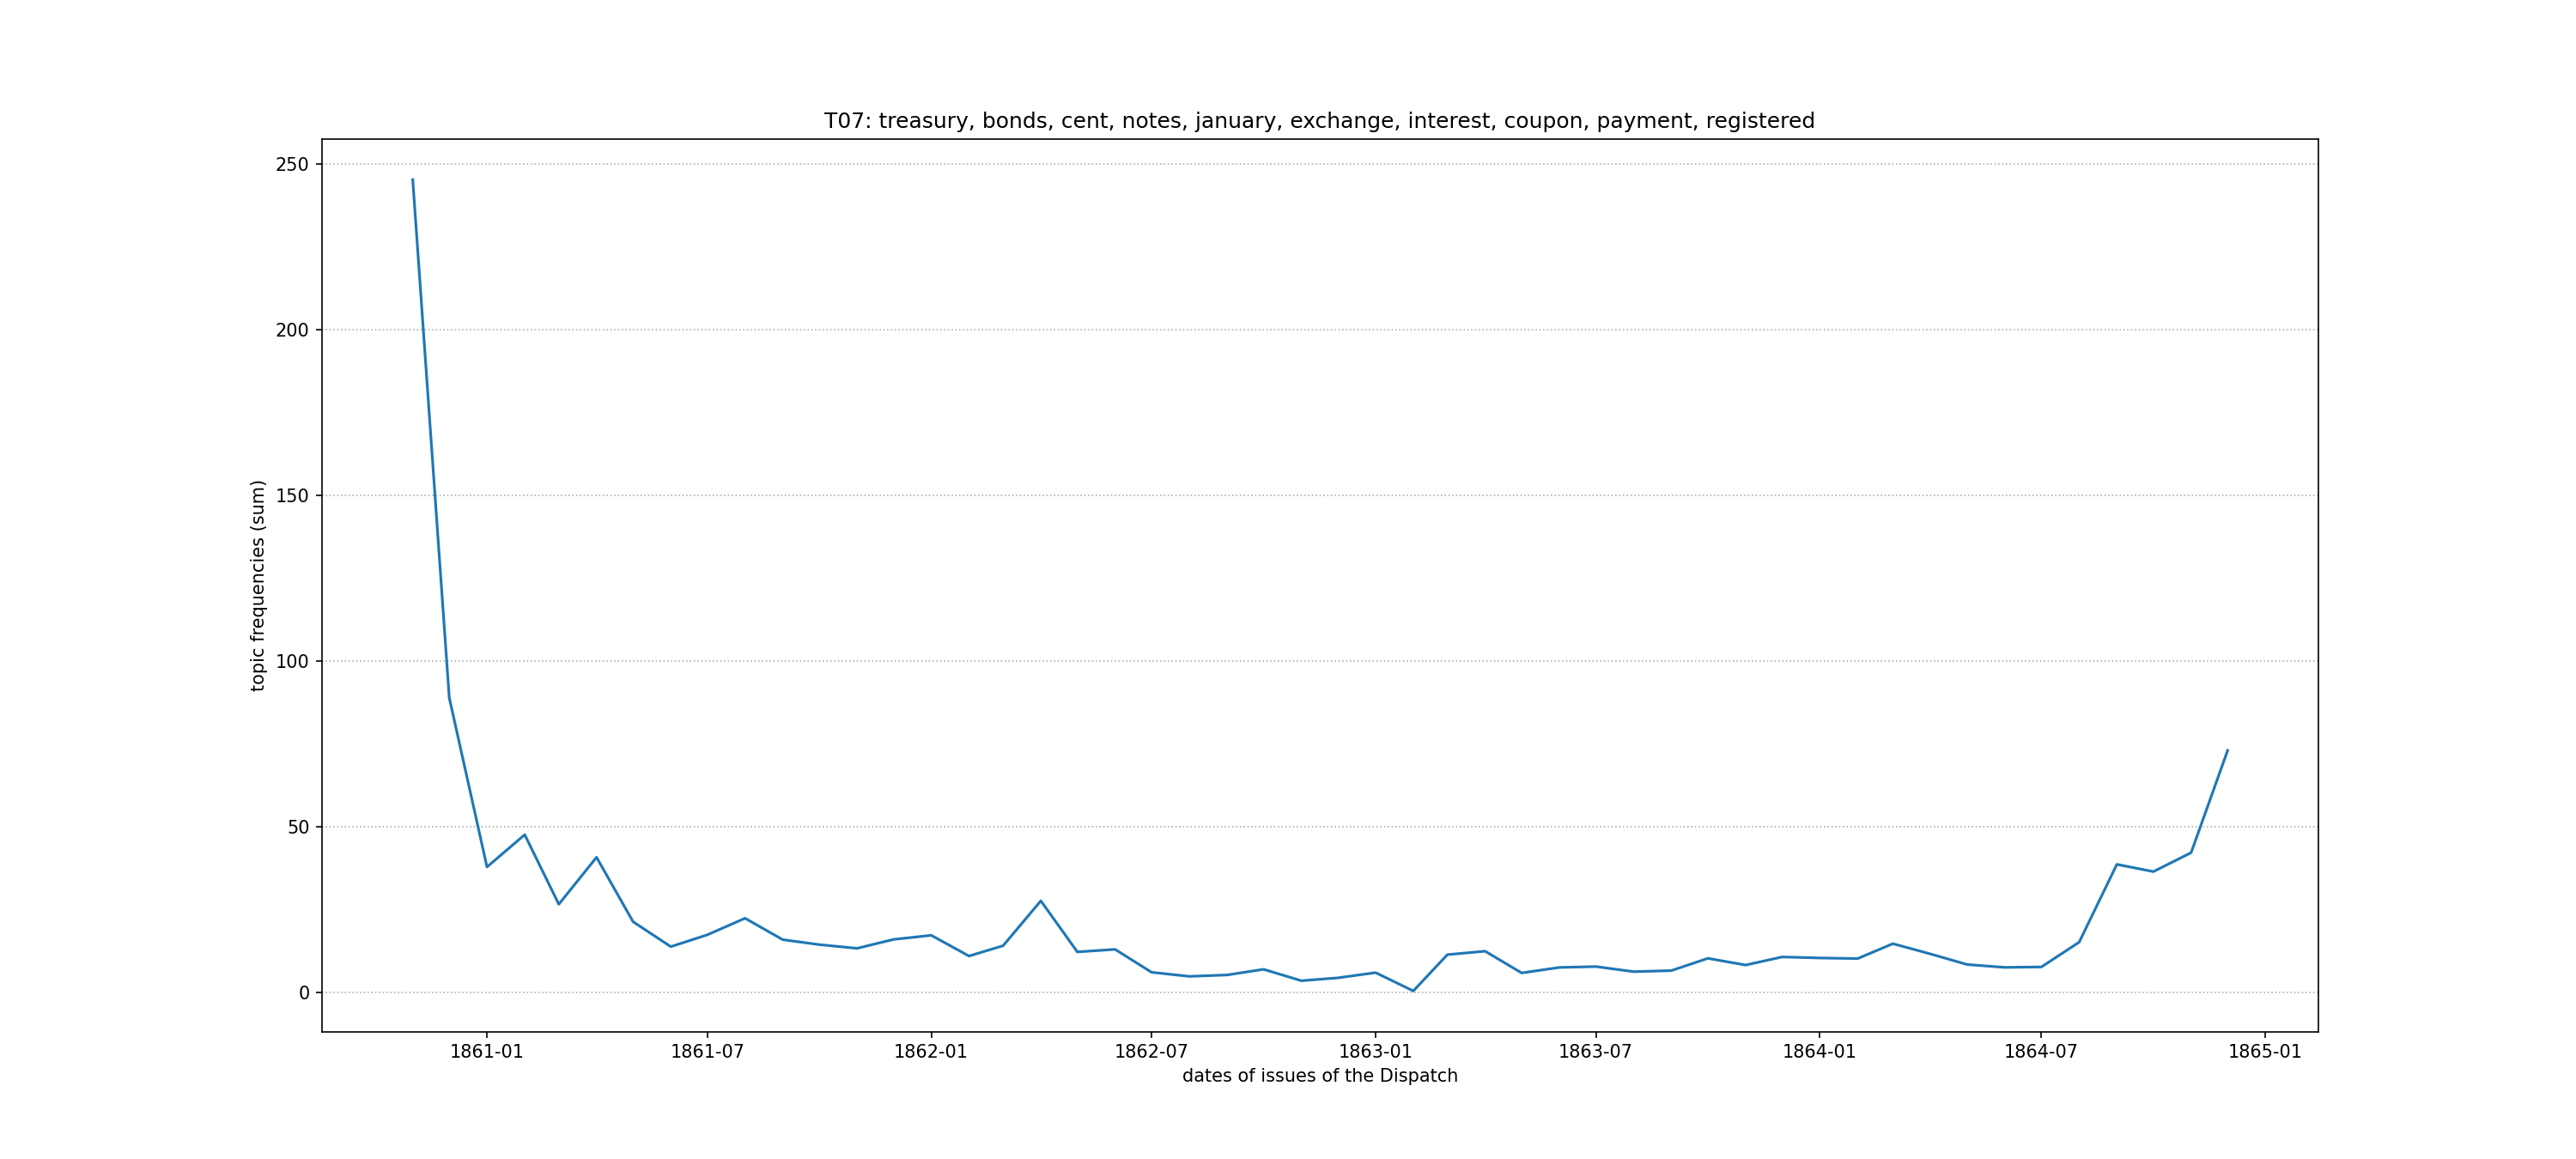 T07: treasury, bonds, cent, notes, january, exchange, interest, coupon, payment, registered
topic frequencies (sum)
250
200
150
100
50
0
1861-01 1861-07 1862-01 1862-07 1863-01 1863-07 1864-01 1864-07 1865-01
dates of issues of the Dispatch